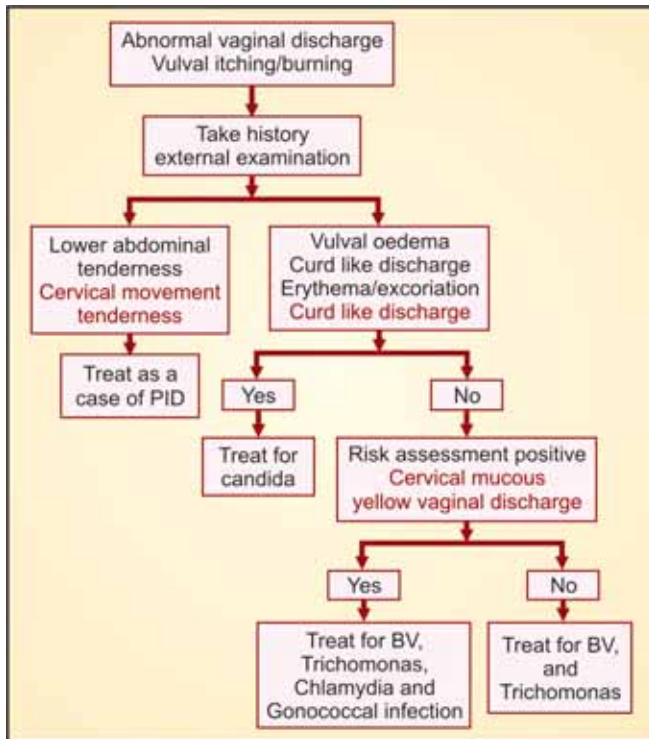 Abnormal vaginal discharge
Vulval itching/burning
Take history
external examination
Lower abdominal
tenderness
Cervical movement
tenderness
Vulval oedema
Curd like discharge
Erythema/excoriation
Curd like discharge
Treat as a
case of PID
Yes
No
Treat for
candida
Risk assessment positive
Cervical mucous
yellow vaginal discharge
Yes
No
Treat for BV,
Trichomonas,
Chlamydia and
Gonococcal infection
Treat for BV,
and
Trichomonas